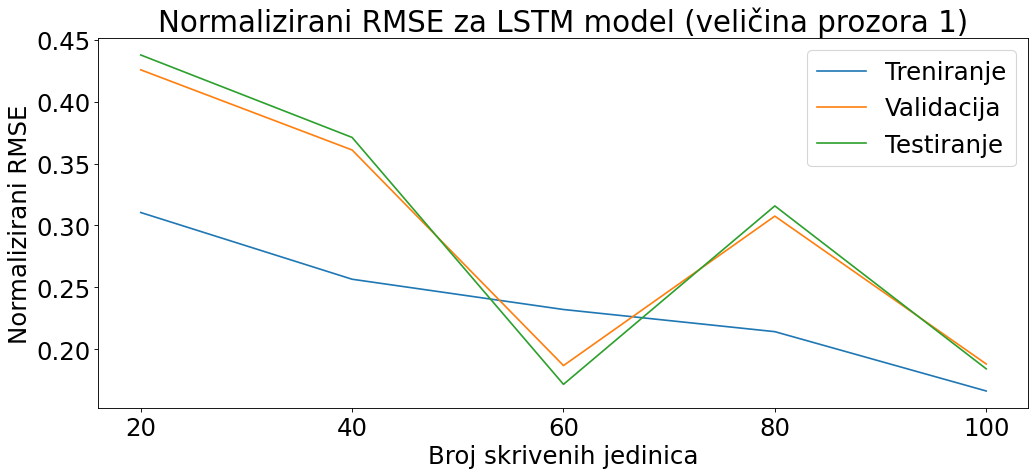 Normalizirani RMSE za LSTM model (veličina prozora 1)
Normalizirani RMSE
0.45
0.40
0.35
0.30
0.25
0.20
Treniranje
Validacija
Testiranje
20 40 60 80 100
Broj skrivenih jedinica